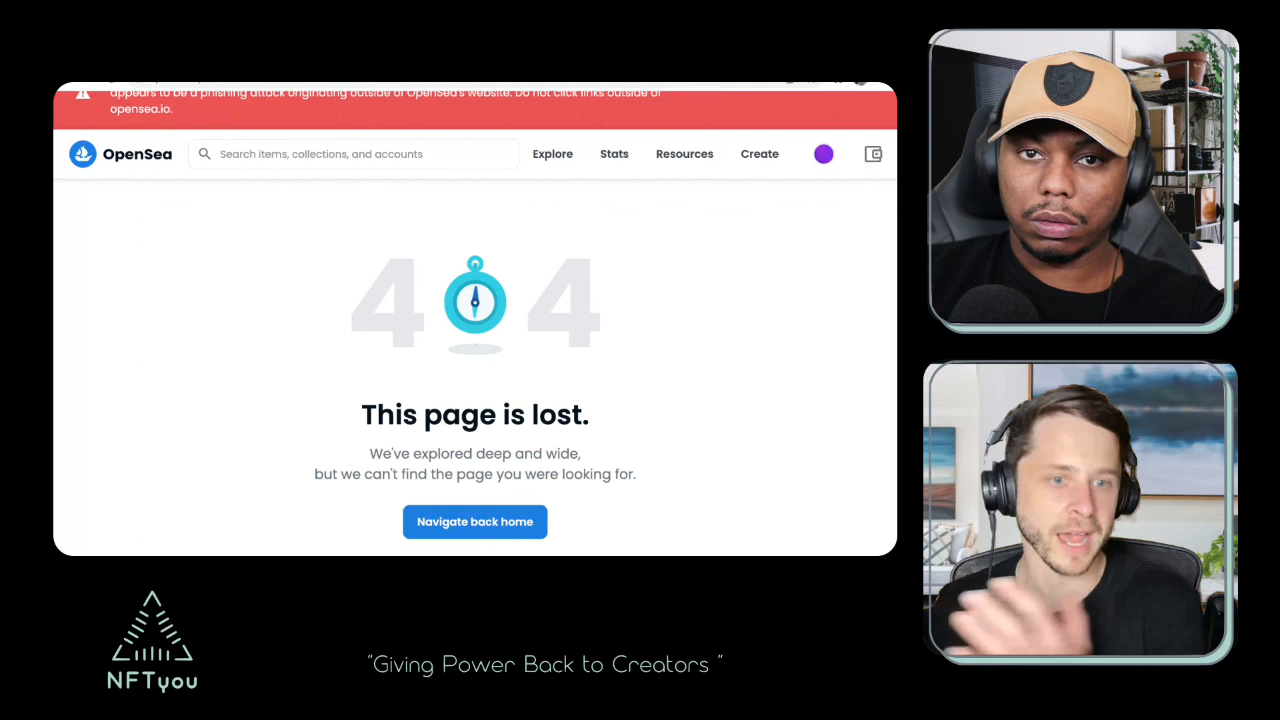 appears to be a phishing attack originating outside of OpenSea's website. Do not click links outside of
opensea.io.
OpenSea
Search items, collections, and accounts
Explore
Stats
Resources
Create
4 4
This page is lost.
We've explored deep and wide,
but we can't find the page you were looking for.
Navigate back home
NFTyou
"Giving Power Back to Creators "